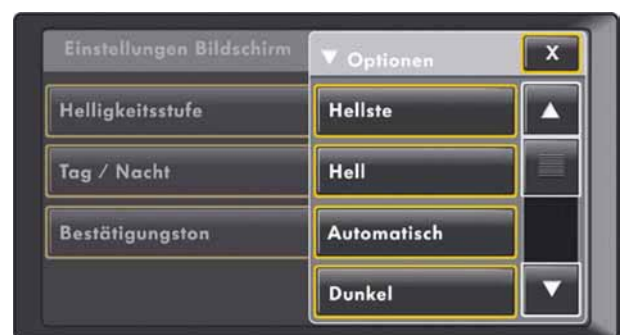 Einstellungen Bildschirm
▼ Optionen
X
Helligkeitsstufe
Hellste
Tag / Nacht
Hell
Bestätigungston
Automatisch
Dunkel